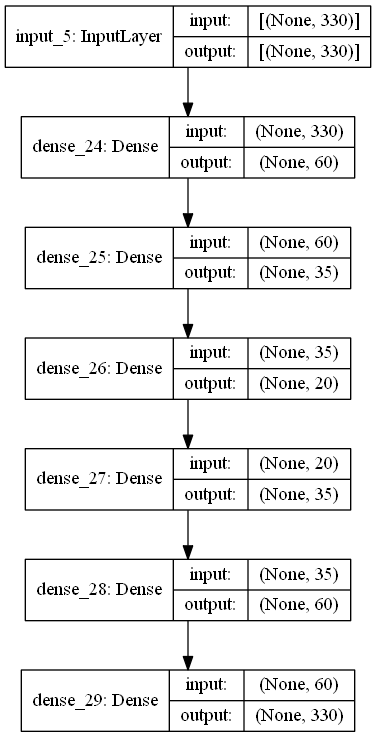 input_5: InputLayer input: [(None, 330)]
output: [(None, 330)]
dense_24: Dense input: (None, 330)
output: (None, 60)
dense_25: Dense input: (None, 60)
output: (None, 35)
dense_26: Dense input: (None, 35)
output: (None, 20)
dense_27: Dense input: (None, 20)
output: (None, 35)
dense_28: Dense input: (None, 35)
output: (None, 60)
dense_29: Dense input: (None, 60)
output: (None, 330)